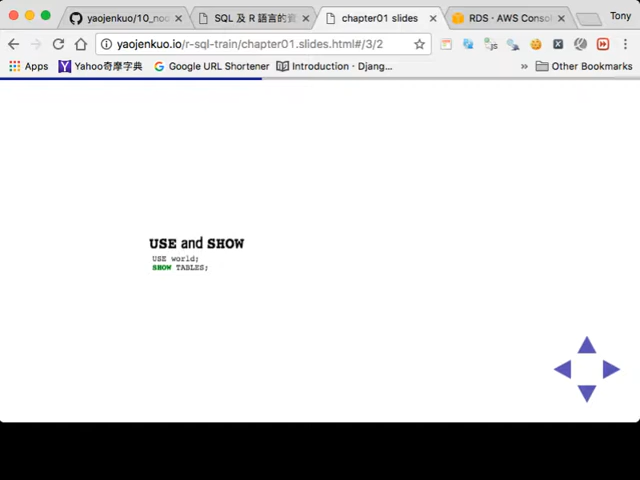 yaojenkuo/10_noo
SQL 及 R 語言的資
chapter01 slides
RDS · AWS Consol
Tony
yaojenkuo.io/r-sql-train/chapter01.slides.html#/3/2
Apps
Yahoo奇摩字典
Google URL Shortener
Introduction · Djang...
»
Other Bookmarks
USE and SHOW
USE world;
SHOW TABLES;